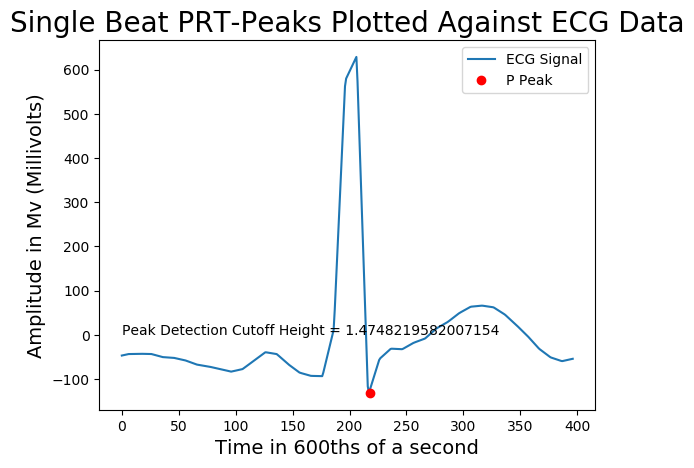 Single Beat PRT-Peaks Plotted Against ECG Data
ECG Signal
P Peak
Amplitude in Mv (Millivolts)
600
500
400
300
200
100
0
−100
Peak Detection Cutoff Height = 1.4748219582007154
0 50 100 150 200 250 300 350 400
Time in 600ths of a second